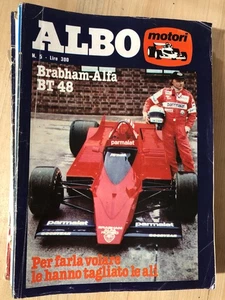 ALBO
motori
N. 5 - Lire 300
Brabham-Alfa
BT 48
parmalat
parmalat
parmalat
Per farla volare
le hanno tagliato le ali